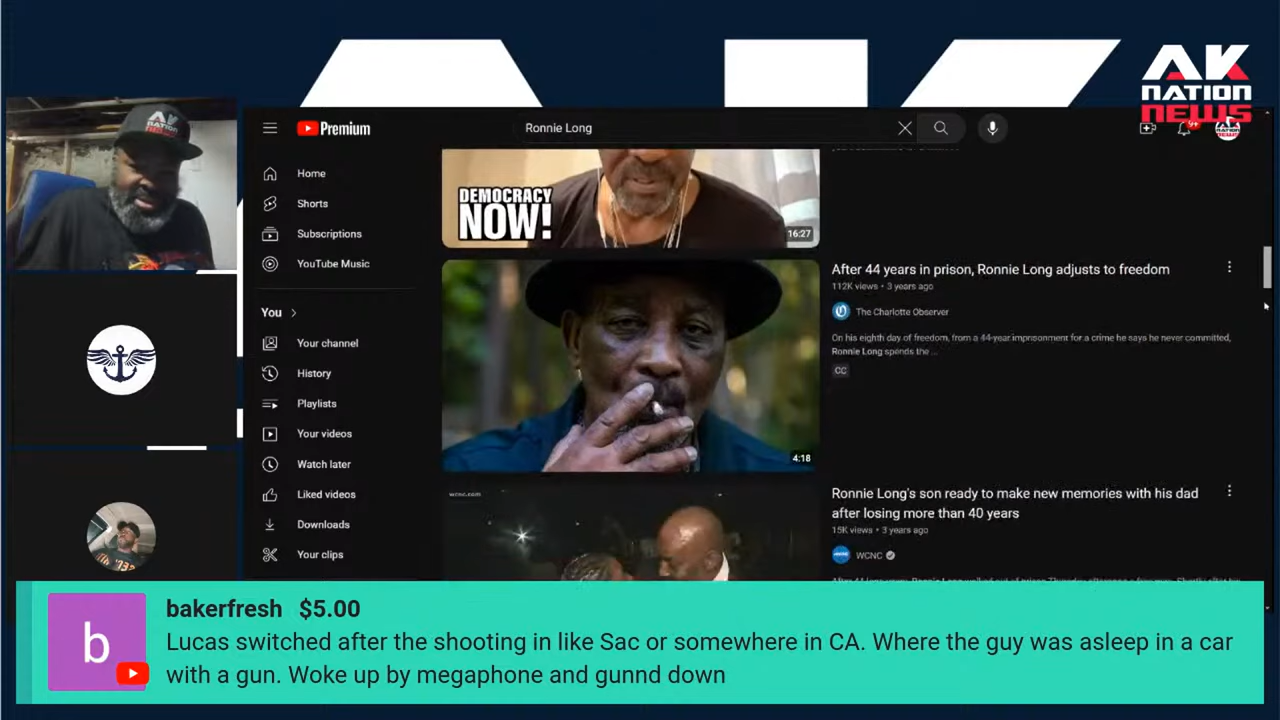 AK
NATION
NEWS
Premium
Ronnie Long
9+
Home
Shorts
Subscriptions
YouTube Music
You
Your channel
History
Playlists
Your videos
Watch later
Liked videos
Downloads
Your clips
DEMOCRACY
NOW!
16:27
After 44 years in prison, Ronnie Long adjusts to freedom
112K views • 3 years ago
The Charlotte Observer
On his eighth day of freedom, from a 44-year imprisonment for a crime he says he never committed,
Ronnie Long spends the ...
CC
4:18
wcnc.com
Ronnie Long's son ready to make new memories with his dad
after losing more than 40 years
15K views • 3 years ago
WCNC
b
bakerfresh $5.00
Lucas switched after the shooting in like Sac or somewhere in CA. Where the guy was asleep in a car
with a gun. Woke up by megaphone and gunnd down